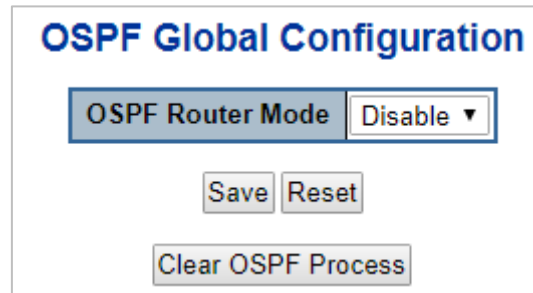 OSPF Global Configuration
OSPF Router Mode Disable
Save Reset
Clear OSPF Process